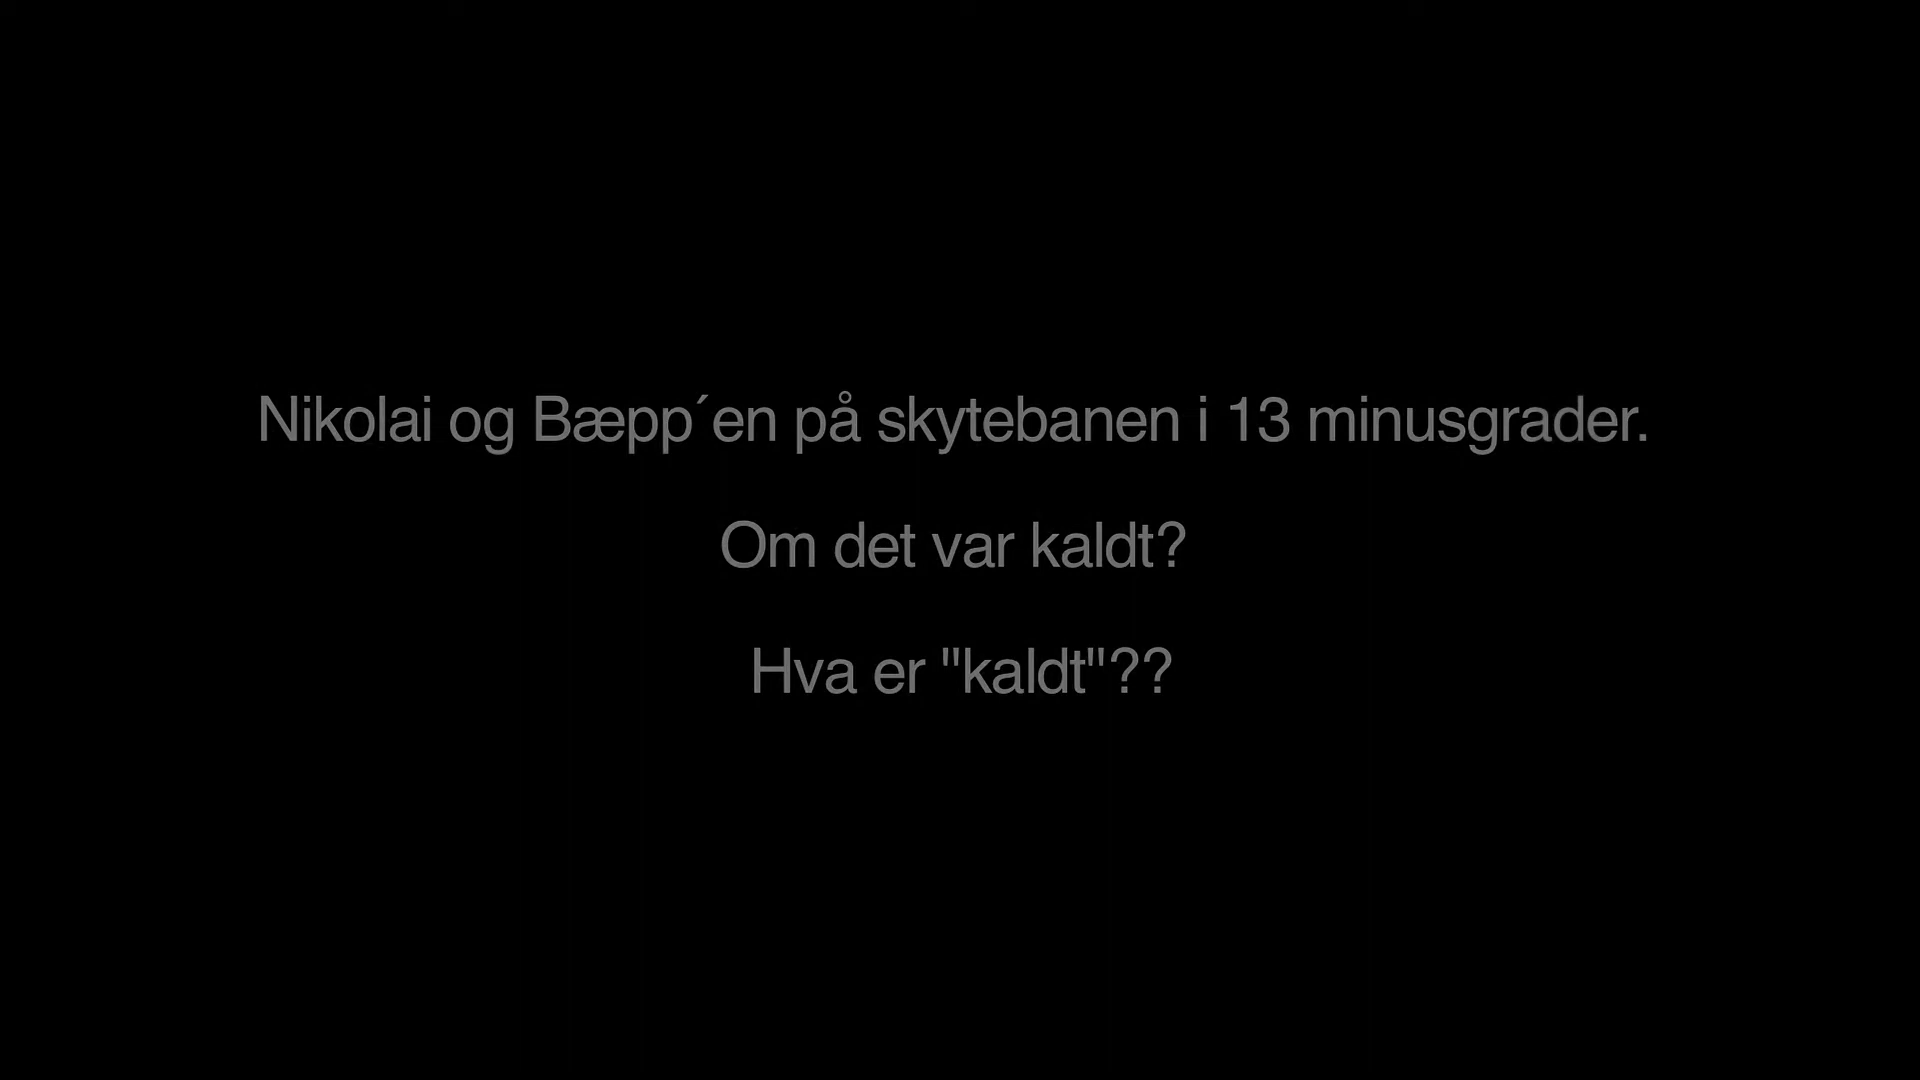 Nikolai og Bæpp´en på skytebanen i 13 minusgrader.
Om det var kaldt?
Hva er "kaldt"??